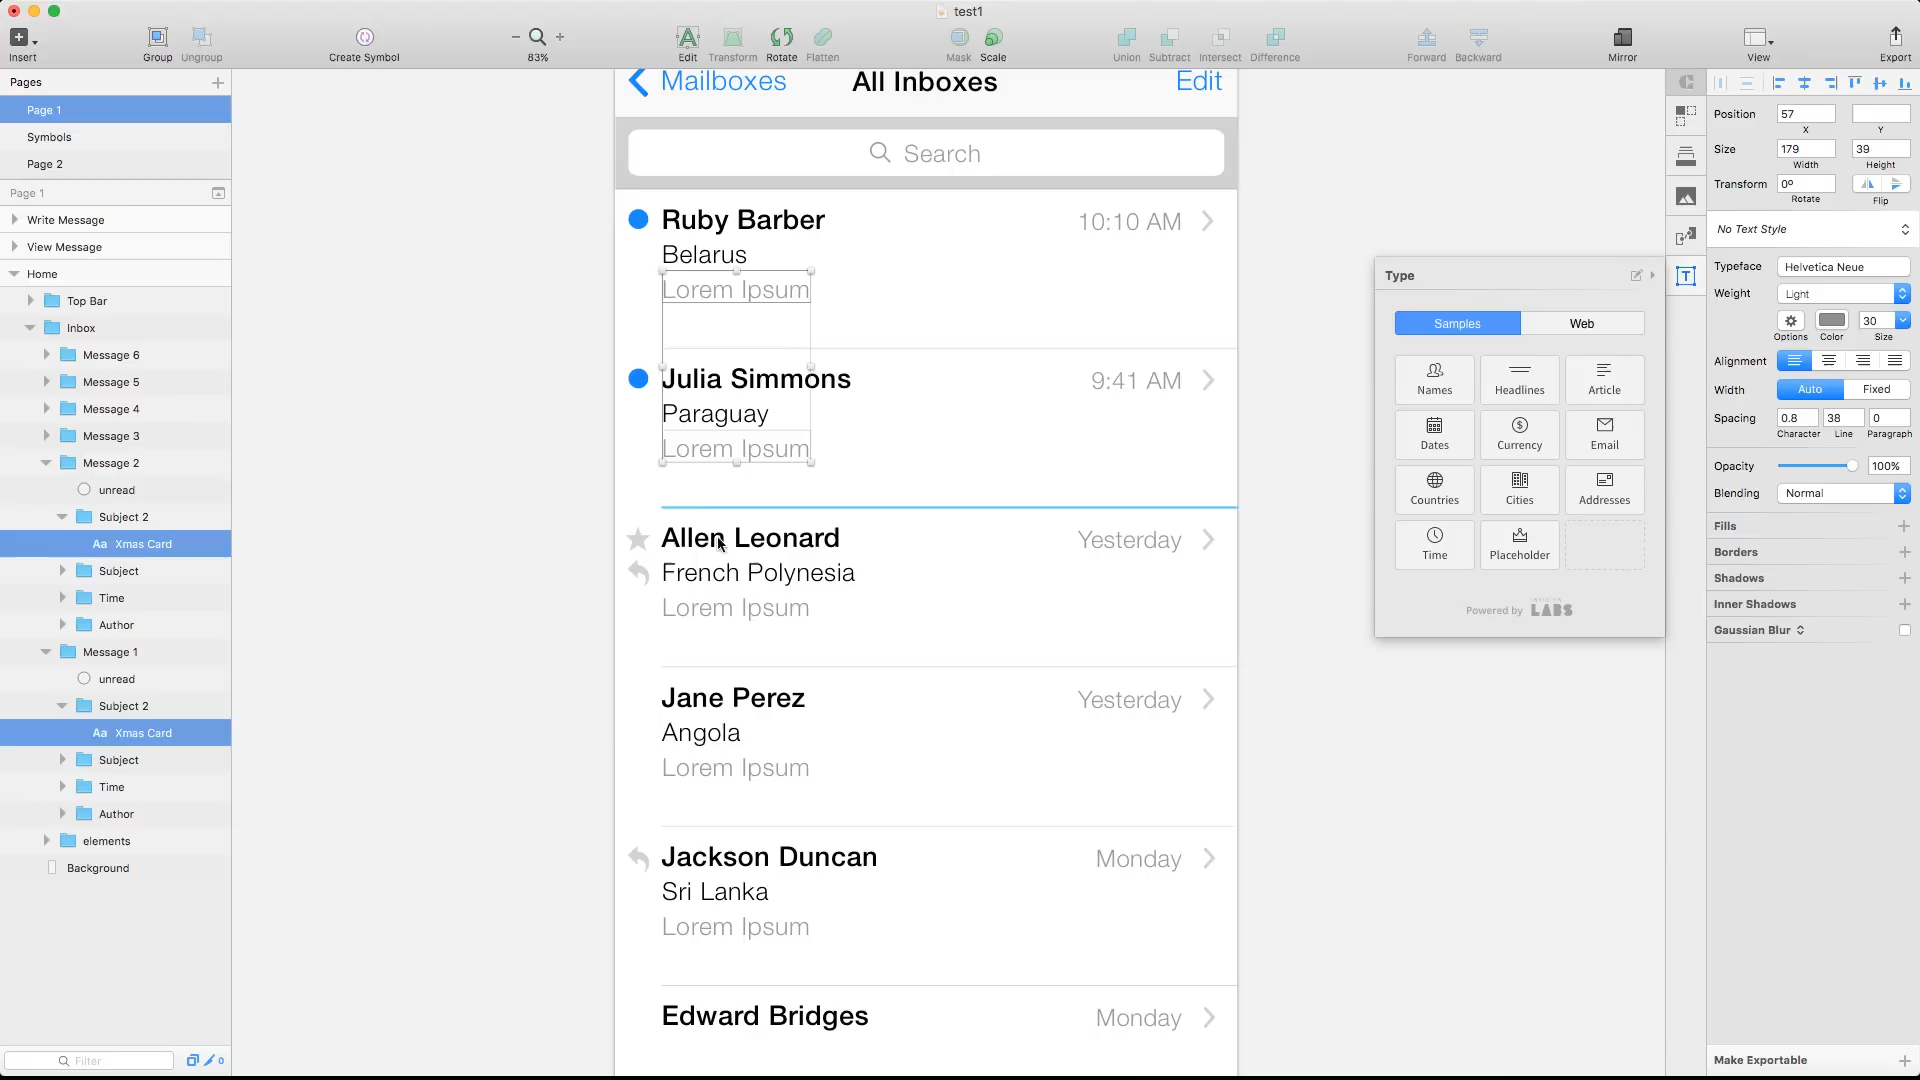 test1
Insert
Group
Ungroup
Create Symbol
83%
Edit
Transform
Rotate
Flatten
Mask
Scale
Union
Subtract
Intersect
Difference
Forward
Backward
Mirror
View
Export
Pages
Page 1
Symbols
Page 2
Page 1
Write Message
View Message
Home
Top Bar
Inbox
Message 6
Message 5
Message 4
Message 3
Message 2
unread
Subject 2
Aa Xmas Card
Subject
Time
Author
Message 1
unread
Subject 2
Aa Xmas Card
Subject
Time
Author
elements
Background
Filter
0
Mailboxes
All Inboxes
Edit
Search
Ruby Barber
10:10 AM
Belarus
Lorem Ipsum
Julia Simmons
9:41 AM
Paraguay
Lorem Ipsum
Allen Leonard
Yesterday
French Polynesia
Lorem Ipsum
Jane Perez
Yesterday
Angola
Lorem Ipsum
Jackson Duncan
Monday
Sri Lanka
Lorem Ipsum
Edward Bridges
Monday
Type
Samples
Web
Names
Headlines
Article
Dates
Currency
Email
Countries
Cities
Addresses
Time
Placeholder
Powered by INVISION LABS
Position
57
X
Y
Size
179
39
Width
Height
Transform
0º
Rotate
Flip
No Text Style
Typeface
Helvetica Neue
Weight
Light
30
Options
Color
Size
Alignment
Width
Auto
Fixed
Spacing
0.8
38
0
Character
Line
Paragraph
Opacity
100%
Blending
Normal
Fills
Borders
Shadows
Inner Shadows
Gaussian Blur
Make Exportable